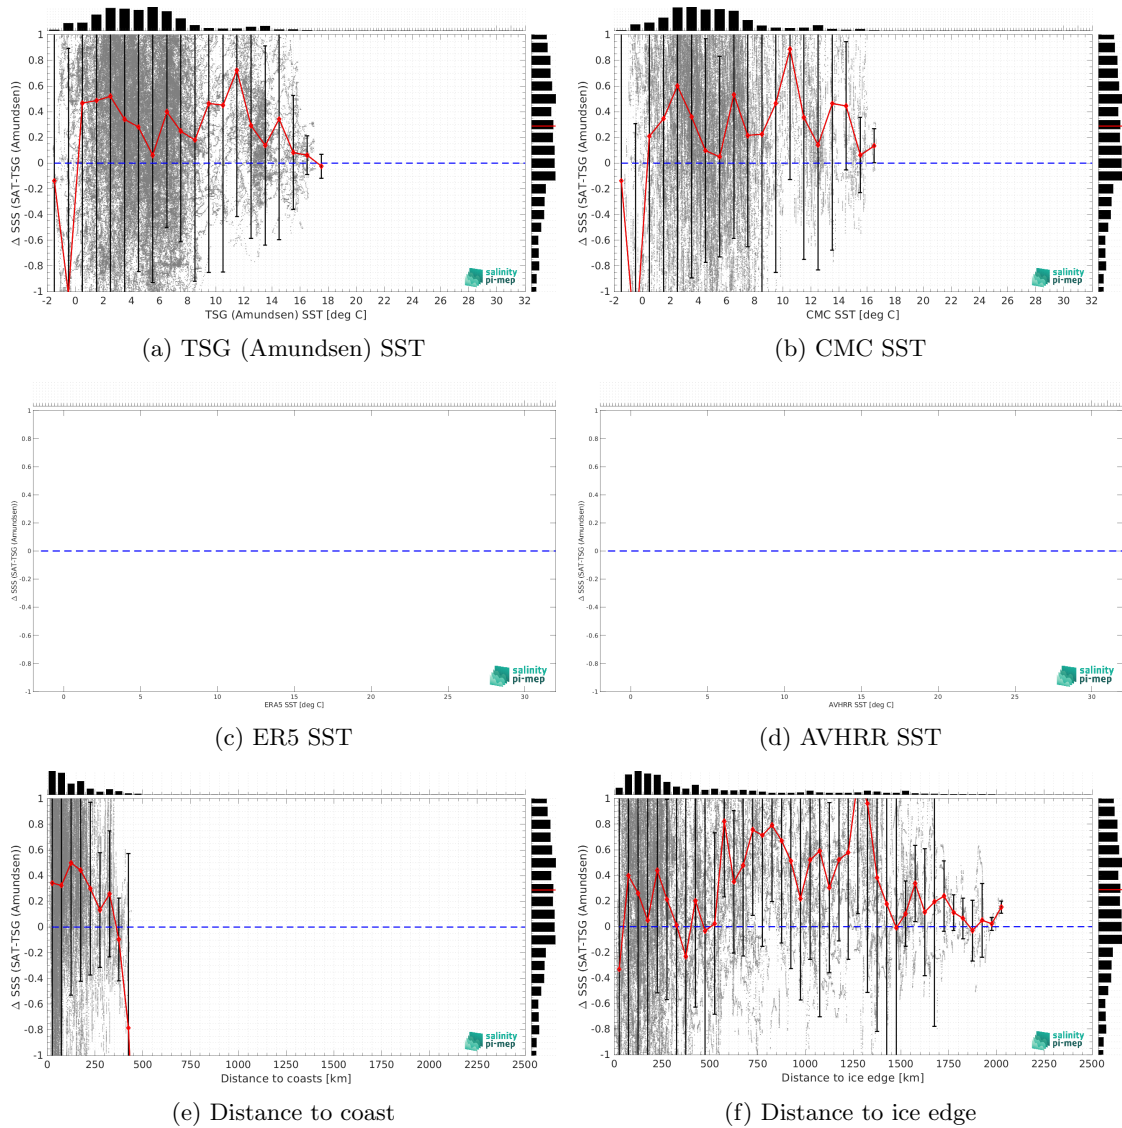 1
0.8
0.6
0.4
0.2
0
-0.2
-0.4
-0.6
-0.8
-1
Δ SSS (SAT-TSG (Amundsen))
salinity
pi-mep
-2 0 2 4 6 8 10 12 14 16 18 20 22 24 26 28 30 32
TSG (Amundsen) SST [deg C]
(a) TSG (Amundsen) SST
1
0.8
0.6
0.4
0.2
0
-0.2
-0.4
-0.6
-0.8
-1
Δ SSS (SAT-TSG (Amundsen))
salinity
pi-mep
-2 0 2 4 6 8 10 12 14 16 18 20 22 24 26 28 30 32
CMC SST [deg C]
(b) CMC SST
1
0.8
0.6
0.4
0.2
0
-0.2
-0.4
-0.6
-0.8
-1
Δ SSS (SAT-TSG (Amundsen))
salinity
pi-mep
0 5 10 15 20 25 30
ERA5 SST [deg C]
(c) ER5 SST
1
0.8
0.6
0.4
0.2
0
-0.2
-0.4
-0.6
-0.8
-1
Δ SSS (SAT-TSG (Amundsen))
salinity
pi-mep
0 5 10 15 20 25 30
AVHRR SST [deg C]
(d) AVHRR SST
1
0.8
0.6
0.4
0.2
0
-0.2
-0.4
-0.6
-0.8
-1
Δ SSS (SAT-TSG (Amundsen))
salinity
pi-mep
0 250 500 750 1000 1250 1500 1750 2000 2250 2500
Distance to coasts [km]
(e) Distance to coast
1
0.8
0.6
0.4
0.2
0
-0.2
-0.4
-0.6
-0.8
-1
Δ SSS (SAT-TSG (Amundsen))
salinity
pi-mep
0 250 500 750 1000 1250 1500 1750 2000 2250 2500
Distance to ice edge [km]
(f) Distance to ice edge